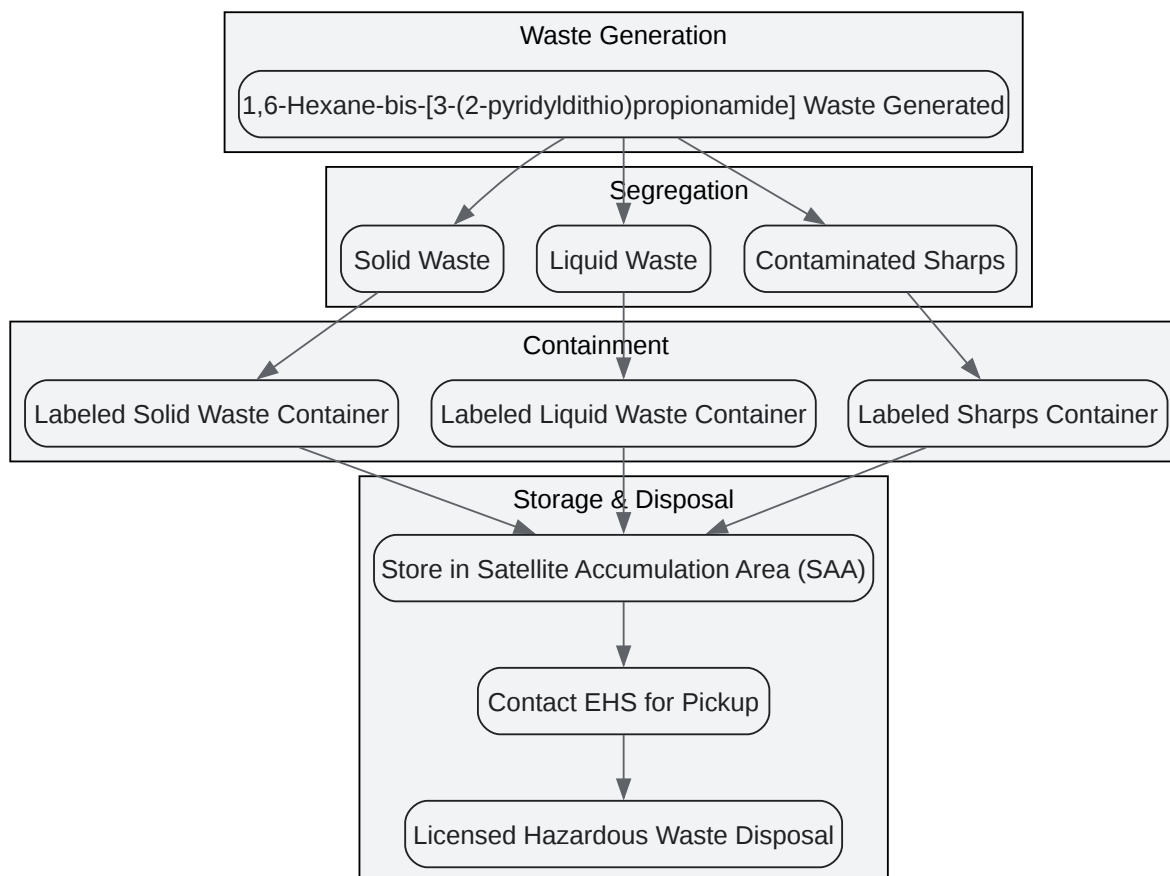 Waste Generation
1,6-Hexane-bis-[3-(2-pyridyldithio)propionamide] Waste Generated
Segregation
Solid Waste
Liquid Waste
Contaminated Sharps
Containment
Labeled Solid Waste Container
Labeled Liquid Waste Container
Labeled Sharps Container
Storage & Disposal
Store in Satellite Accumulation Area (SAA)
Contact EHS for Pickup
Licensed Hazardous Waste Disposal